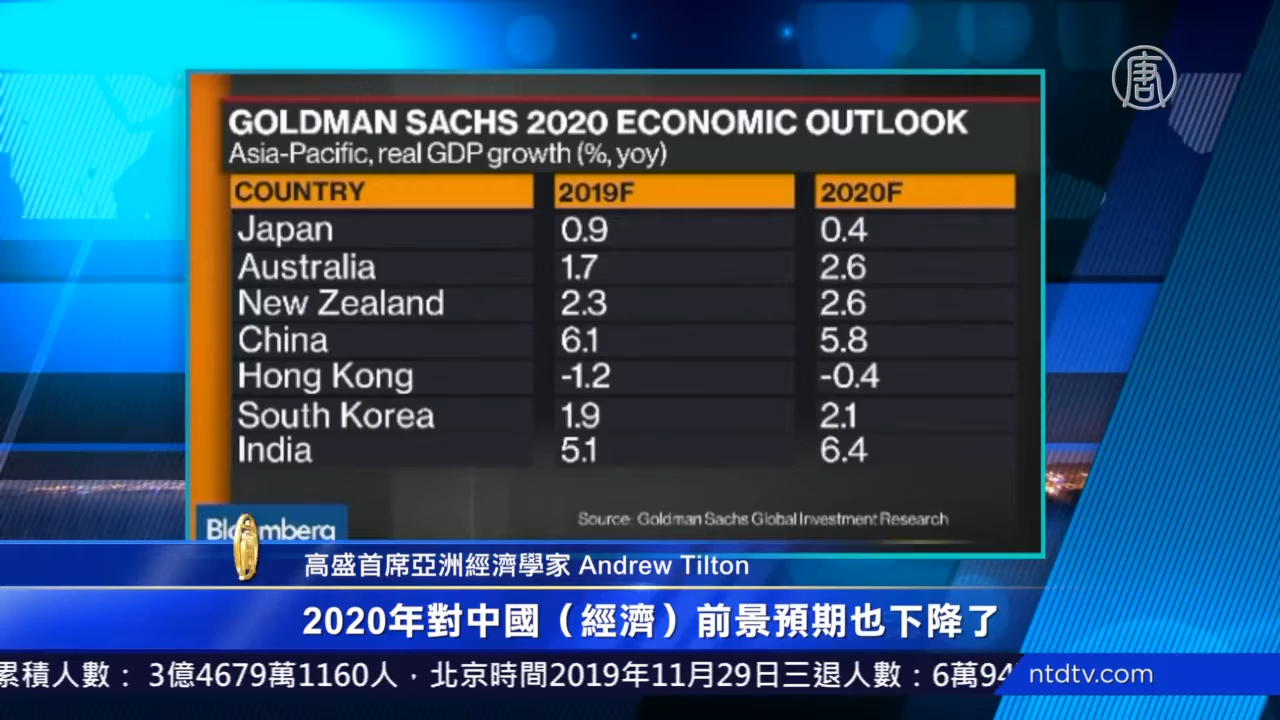 唐
GOLDMAN SACHS 2020 ECONOMIC OUTLOOK
Asia-Pacific, real GDP growth (%, yoy)
COUNTRY 2019F 2020F
Japan 0.9 0.4
Australia 1.7 2.6
New Zealand 2.3 2.6
China 6.1 5.8
Hong Kong -1.2 -0.4
South Korea 1.9 2.1
India 5.1 6.4
Source: Goldman Sachs Global Investment Research
Bloomberg
高盛首席亞洲經濟學家 Andrew Tilton
2020年對中國（經濟）前景預期也下降了
累積人數：3億4679萬1160人，北京時間2019年11月29日三退人數：6萬94
ntdtv.com